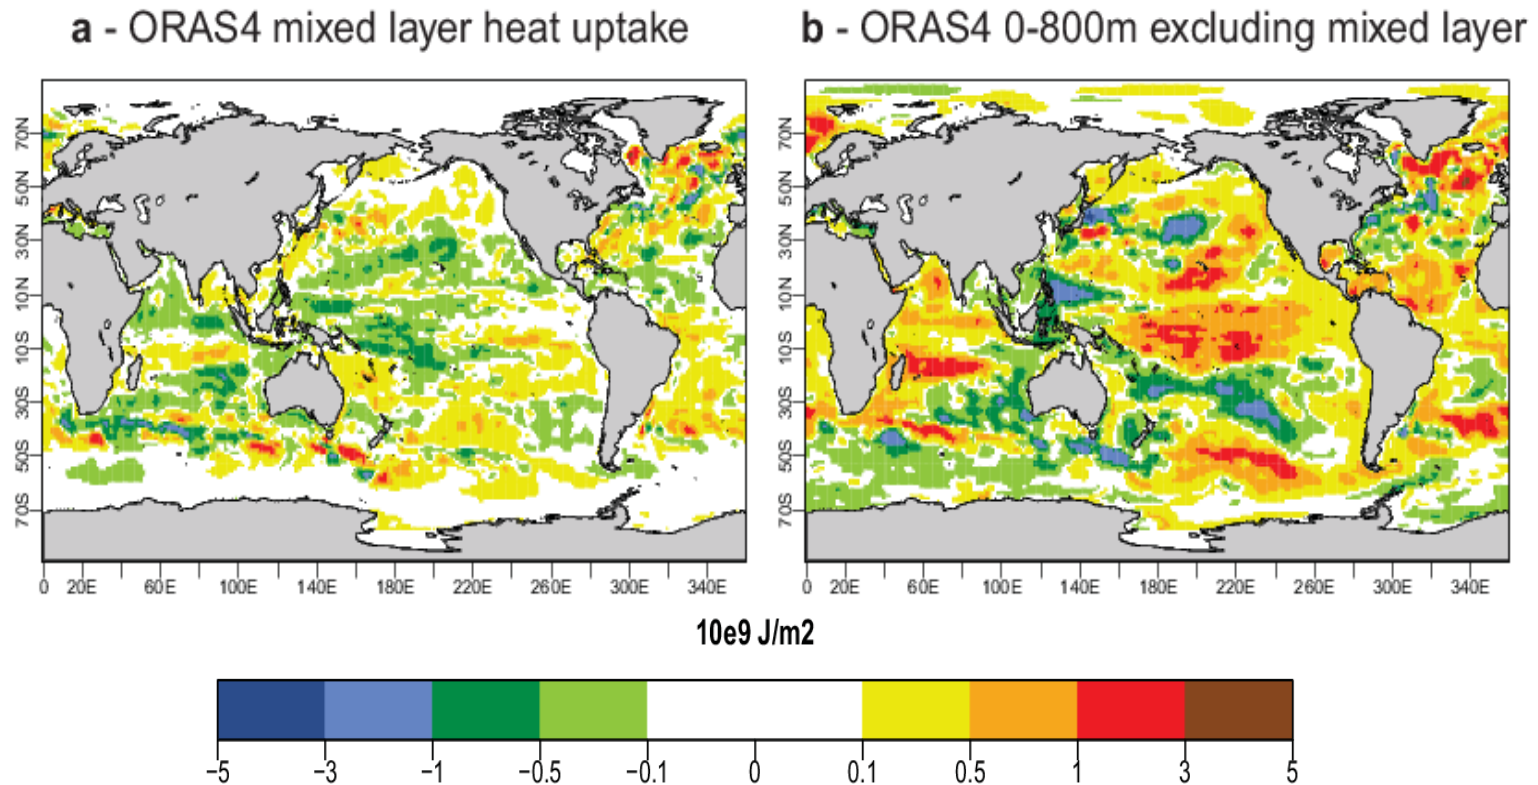 a - ORAS4 mixed layer heat uptake
b - ORAS4 0-800m excluding mixed layer
70N
50N
30N
10N
10S
30S
50S
70S
0 20E 60E 100E 140E 180E 220E 260E 300E 340E
70N
50N
30N
10N
10S
30S
50S
70S
0 20E 60E 100E 140E 180E 220E 260E 300E 340E
10e9 J/m2
−5 −3 −1 −0.5 −0.1 0 0.1 0.5 1 3 5